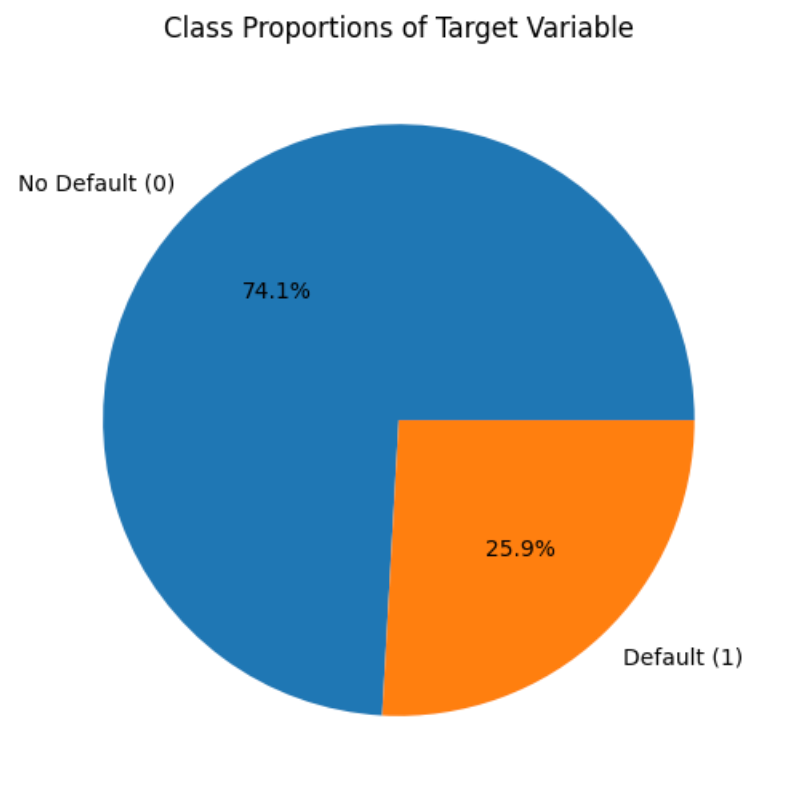 Class Proportions of Target Variable
No Default (0)
74.1%
25.9%
Default (1)